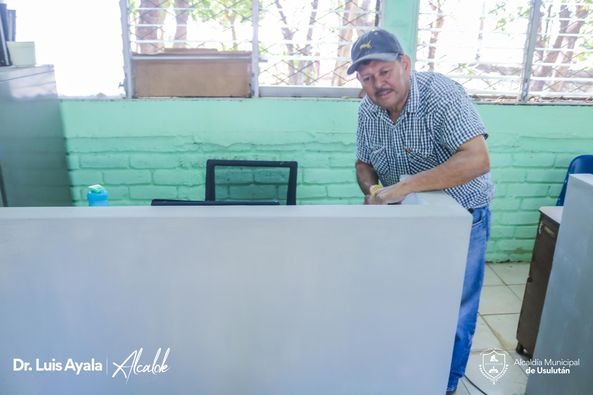 Dr. Luis Ayala Alcalde
Alcaldía Municipal
de Usulután